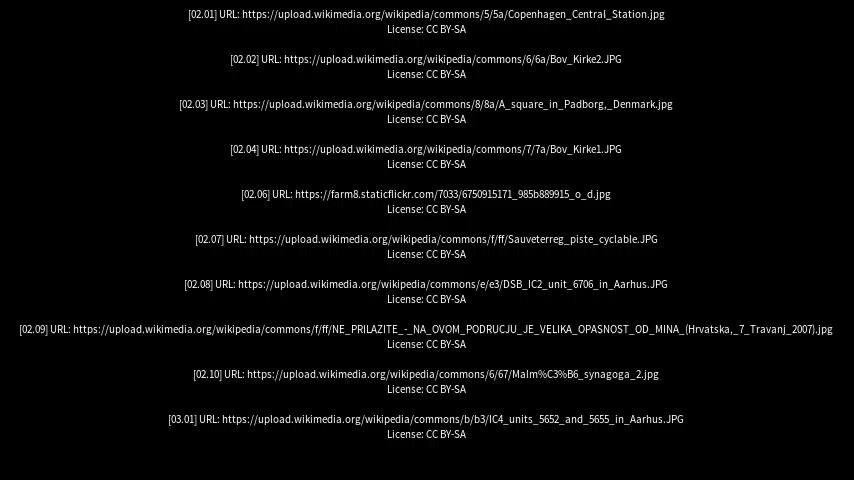 [02.01] URL: https://upload.wikimedia.org/wikipedia/commons/5/5a/Copenhagen_Central_Station.jpg
License: CC BY-SA
[02.02] URL: https://upload.wikimedia.org/wikipedia/commons/6/6a/Bov_Kirke2.JPG
License: CC BY-SA
[02.03] URL: https://upload.wikimedia.org/wikipedia/commons/8/8a/A_square_in_Padborg,_Denmark.jpg
License: CC BY-SA
[02.04] URL: https://upload.wikimedia.org/wikipedia/commons/7/7a/Bov_Kirke1.JPG
License: CC BY-SA
[02.06] URL: https://farm8.staticflickr.com/7033/6750915171_985b889915_o_d.jpg
License: CC BY-SA
[02.07] URL: https://upload.wikimedia.org/wikipedia/commons/f/ff/Sauveterreg_piste_cyclable.JPG
License: CC BY-SA
[02.08] URL: https://upload.wikimedia.org/wikipedia/commons/e/e3/DSB_IC2_unit_6706_in_Aarhus.JPG
License: CC BY-SA
[02.09] URL: https://upload.wikimedia.org/wikipedia/commons/f/ff/NE_PRILAZITE_-_NA_OVOM_PODRUCJU_JE_VELIKA_OPASNOST_OD_MINA_(Hrvatska,_7_Travanj_2007).jpg
License: CC BY-SA
[02.10] URL: https://upload.wikimedia.org/wikipedia/commons/6/67/Malm%C3%B6_synagoga_2.jpg
License: CC BY-SA
[03.01] URL: https://upload.wikimedia.org/wikipedia/commons/b/b3/IC4_units_5652_and_5655_in_Aarhus.JPG
License: CC BY-SA